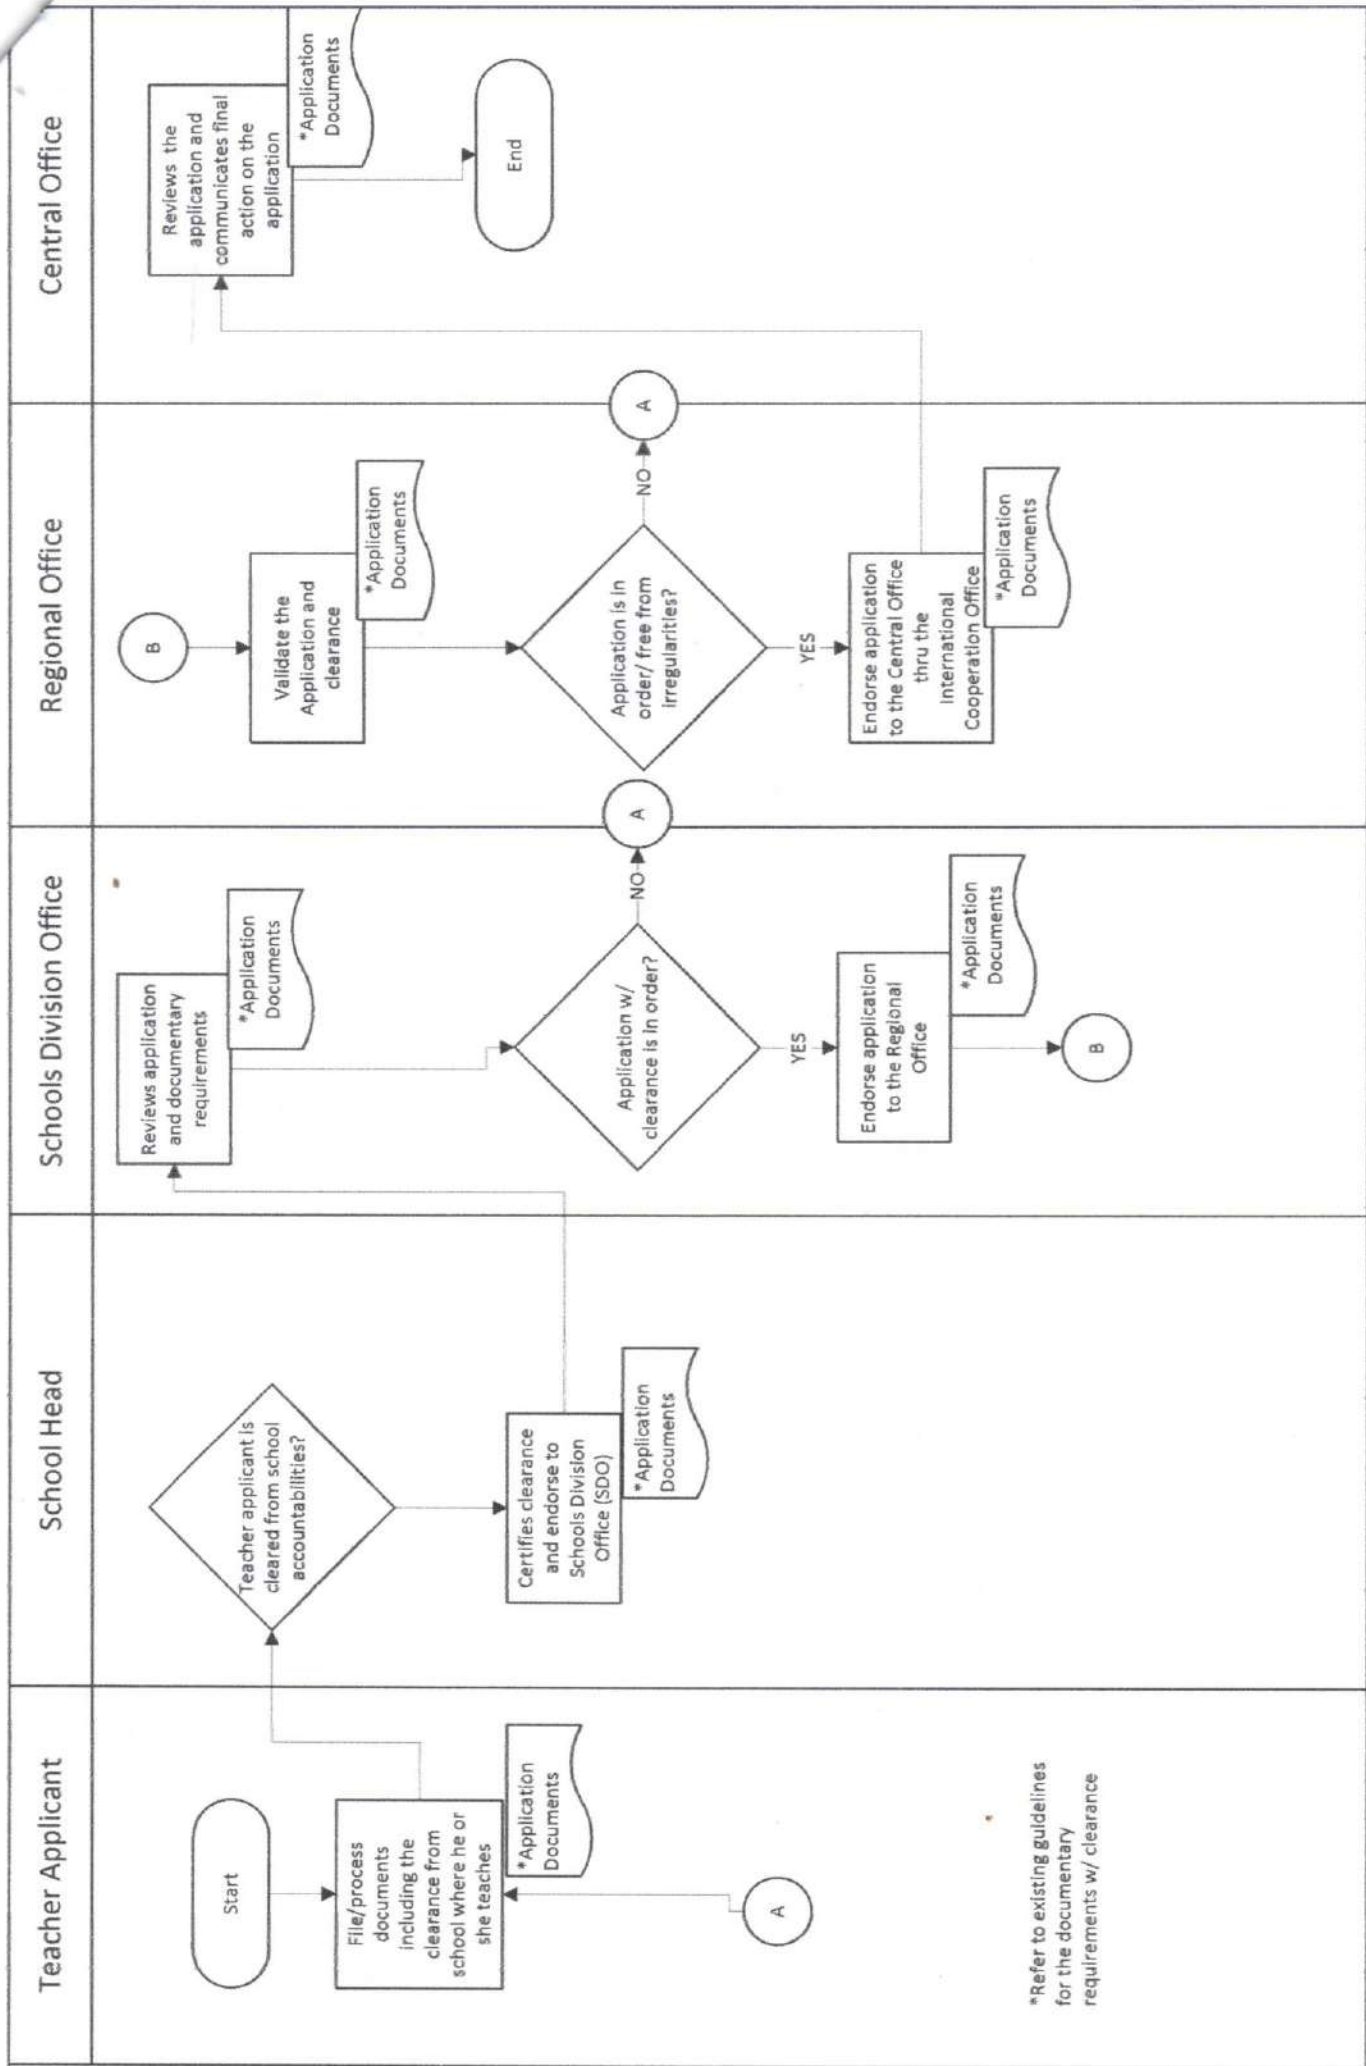 Teacher Applicant
School Head
Schools Division Office
Regional Office
Central Office
Start
File/process
documents
including the
clearance from
school where he or
she teaches
*Application
Documents
A
*Refer to existing guidelines
for the documentary
requirements w/ clearance
Teacher applicant is
cleared from school
accountabilities?
Certifies clearance
and endorse to
Schools Division
Office (SDO)
*Application
Documents
Reviews application
and documentary
requirements
*Application
Documents
Application w/
clearance is in order?
NO
A
YES
Endorse application
to the Regional
Office
*Application
Documents
B
B
Validate the
Application and
clearance
*Application
Documents
Application is in
order/ free from
irregularities?
NO
A
YES
Endorse application
to the Central Office
thru the
International
Cooperation Office
*Application
Documents
Reviews the
application and
communicates final
action on the
application
*Application
Documents
End